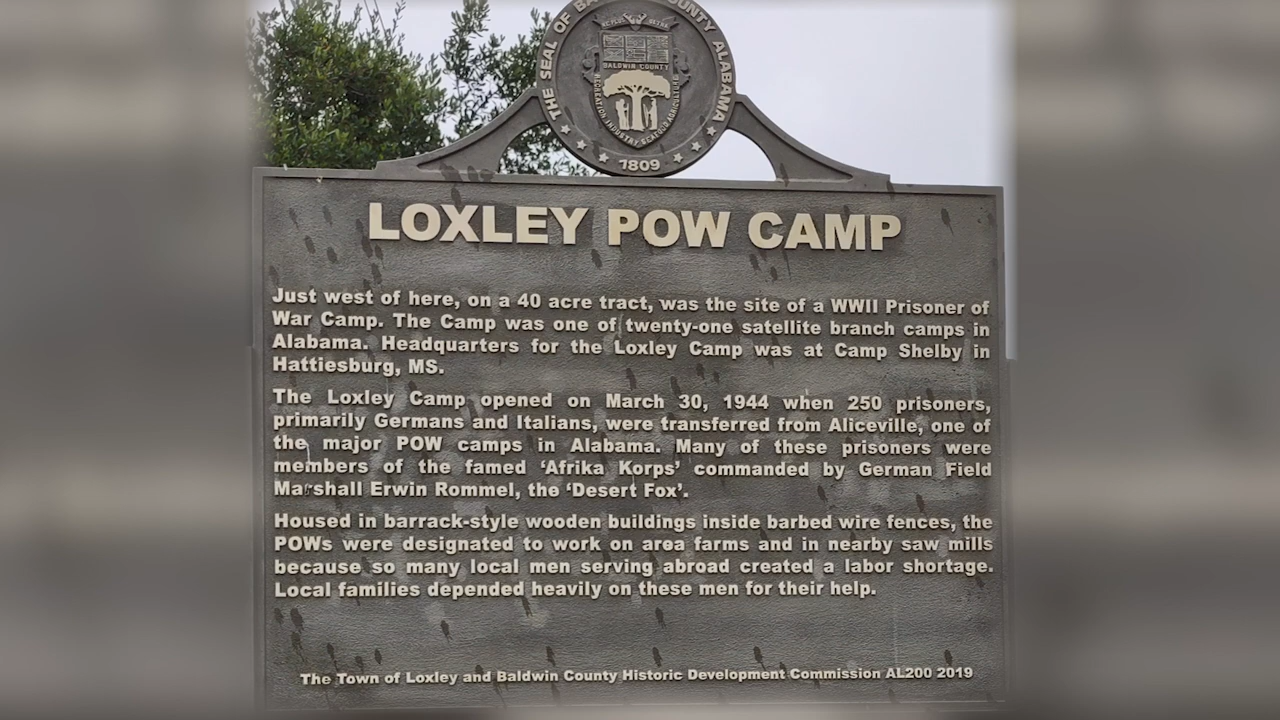 THE SEAL OF BALDWIN COUNTY ALABAMA
BALDWIN COUNTY
1809
LOXLEY POW CAMP
Just west of here, on a 40 acre tract, was the site of a WWII Prisoner of
War Camp. The Camp was one of twenty-one satellite branch camps in
Alabama. Headquarters for the Loxley Camp was at Camp Shelby in
Hattiesburg, MS.
The Loxley Camp opened on March 30, 1944 when 250 prisoners,
primarily Germans and Italians, were transferred from Aliceville, one of
the major POW camps in Alabama. Many of these prisoners were
members of the famed ‘Afrika Korps’ commanded by German Field
Marshall Erwin Rommel, the ‘Desert Fox’.
Housed in barrack-style wooden buildings inside barbed wire fences, the
POWs were designated to work on area farms and in nearby saw mills
because so many local men serving abroad created a labor shortage.
Local families depended heavily on these men for their help.
The Town of Loxley and Baldwin County Historic Development Commission AL200 2019